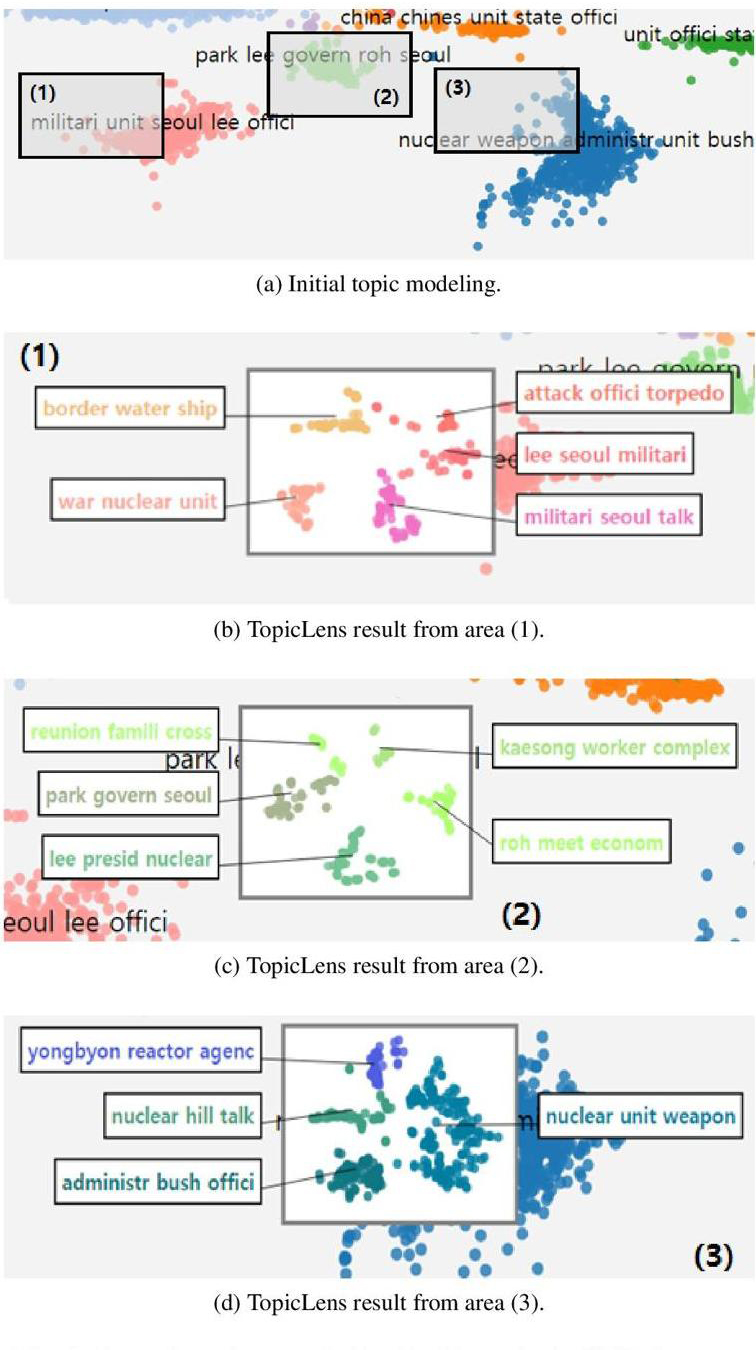 china chines unit state offici
unit offici sta
park lee govern roh seoul
(1)
(2)
(3)
militari unit seoul lee offici
nuclear weapon administr unit bush
(a) Initial topic modeling.
(1)
park lee govern
border water ship
attack offici torpedo
lee seoul militari
war nuclear unit
militari seoul talk
(b) TopicLens result from area (1).
reunion famili cross
park le
kaesong worker complex
park govern seoul
roh meet econom
lee presid nuclear
eoul lee offici
(2)
(c) TopicLens result from area (2).
yongbyon reactor agenc
nuclear hill talk
nuclear unit weapon
administr bush offici
(3)
(d) TopicLens result from area (3).